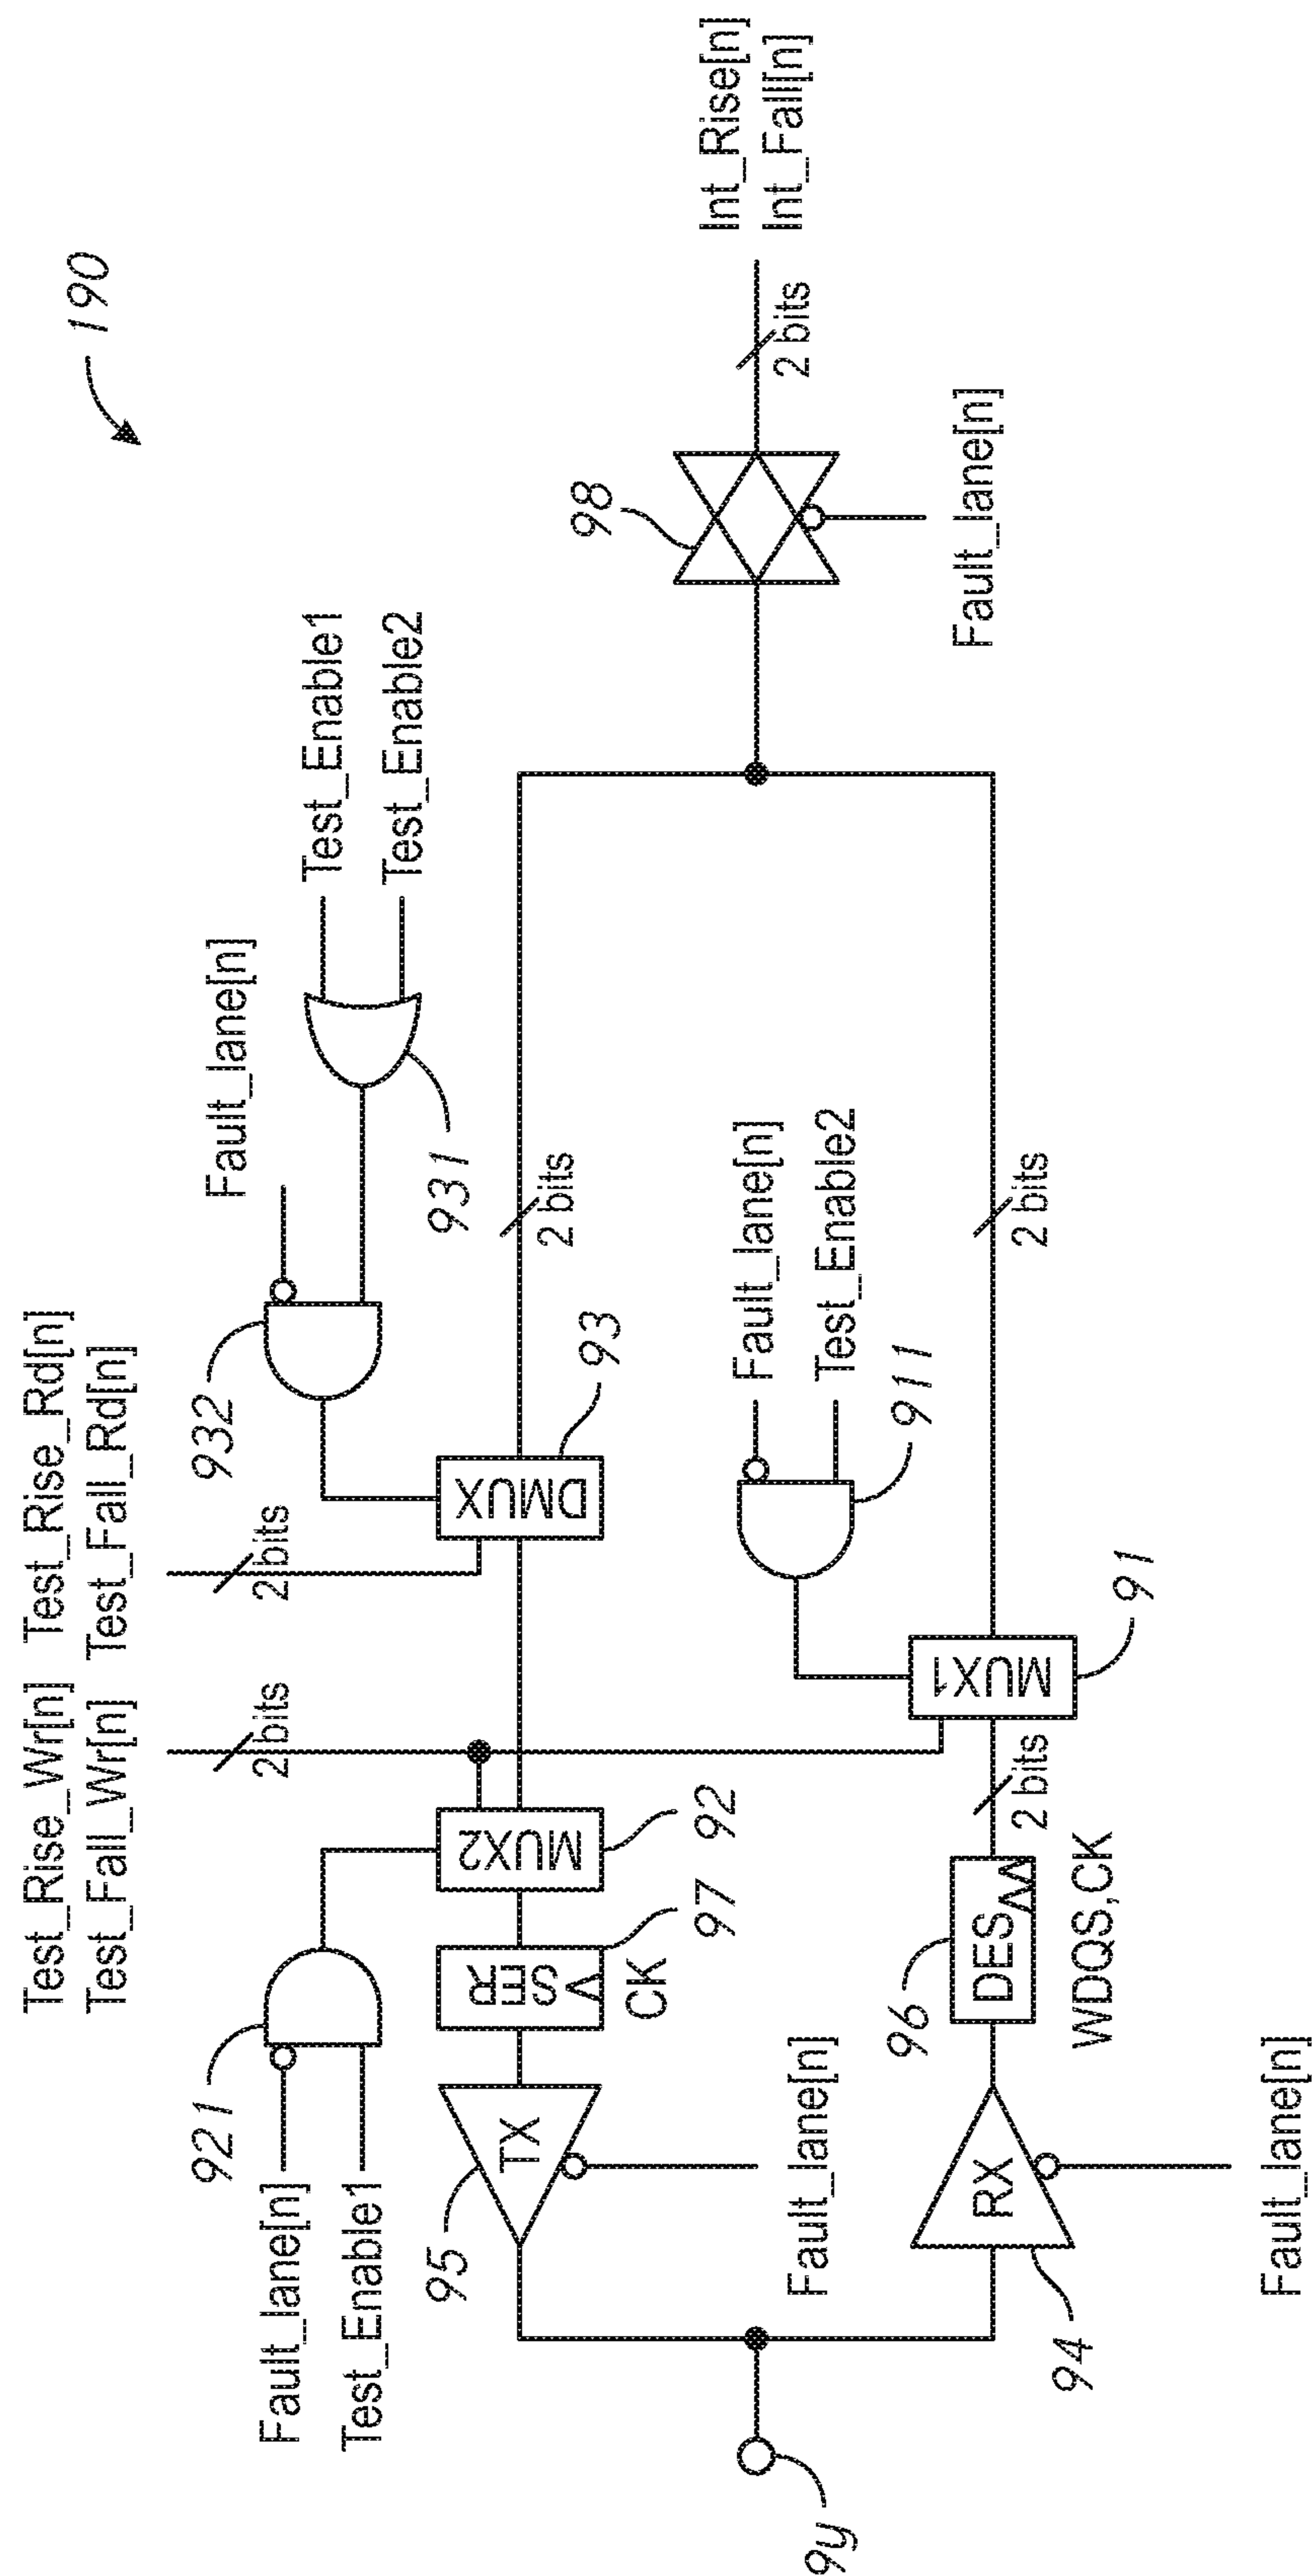 190
Test_Rise_Wr[n] Test_Rise_Rd[n]
Test_Fall_Wr[n] Test_Fall_Rd[n]
2 bits
2 bits
Fault_lane[n]
Test_Enable1
921
932
Fault_lane[n]
Test_Enable1
Test_Enable2
931
95
TX
SER
CK
97
MUX2
92
DMUX
93
2 bits
98
Int_Rise[n]
Int_Fall[n]
2 bits
Fault_lane[n]
9y
Fault_lane[n]
Fault_lane[n]
Test_Enable2
911
94
RX
96
DES
WDQS,CK
2 bits
MUX1
91
2 bits
Fault_lane[n]